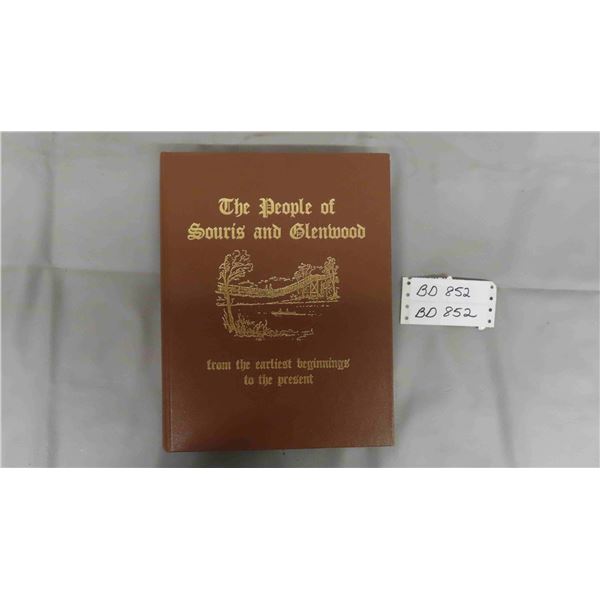 The People of
Souris and Glenwood
from the earliest beginnings
to the present
BD 852
BD 852